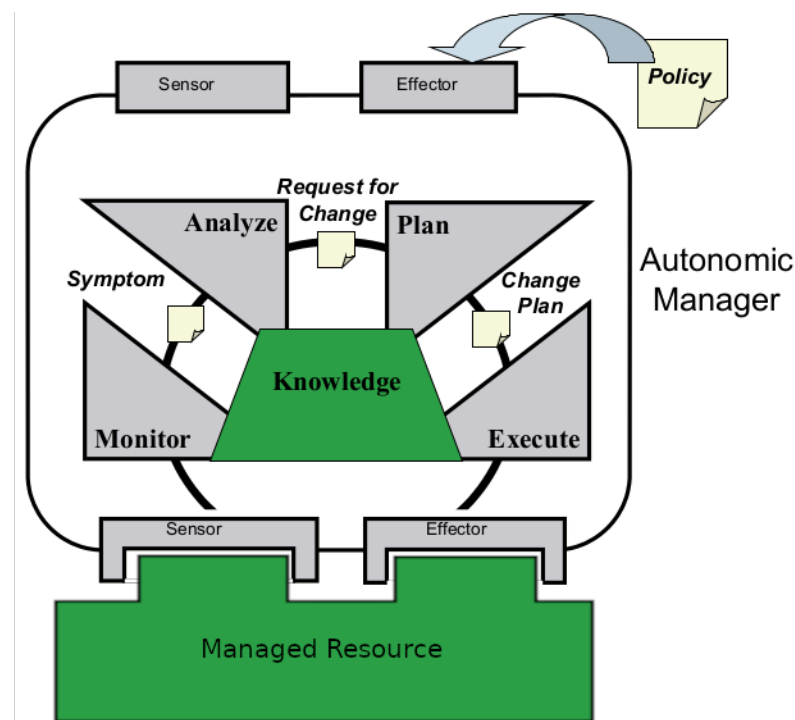 Sensor
Effector
Policy
Request for
Change
Analyze
Plan
Autonomic
Manager
Symptom
Change
Plan
Knowledge
Monitor
Execute
Sensor
Effector
Managed Resource